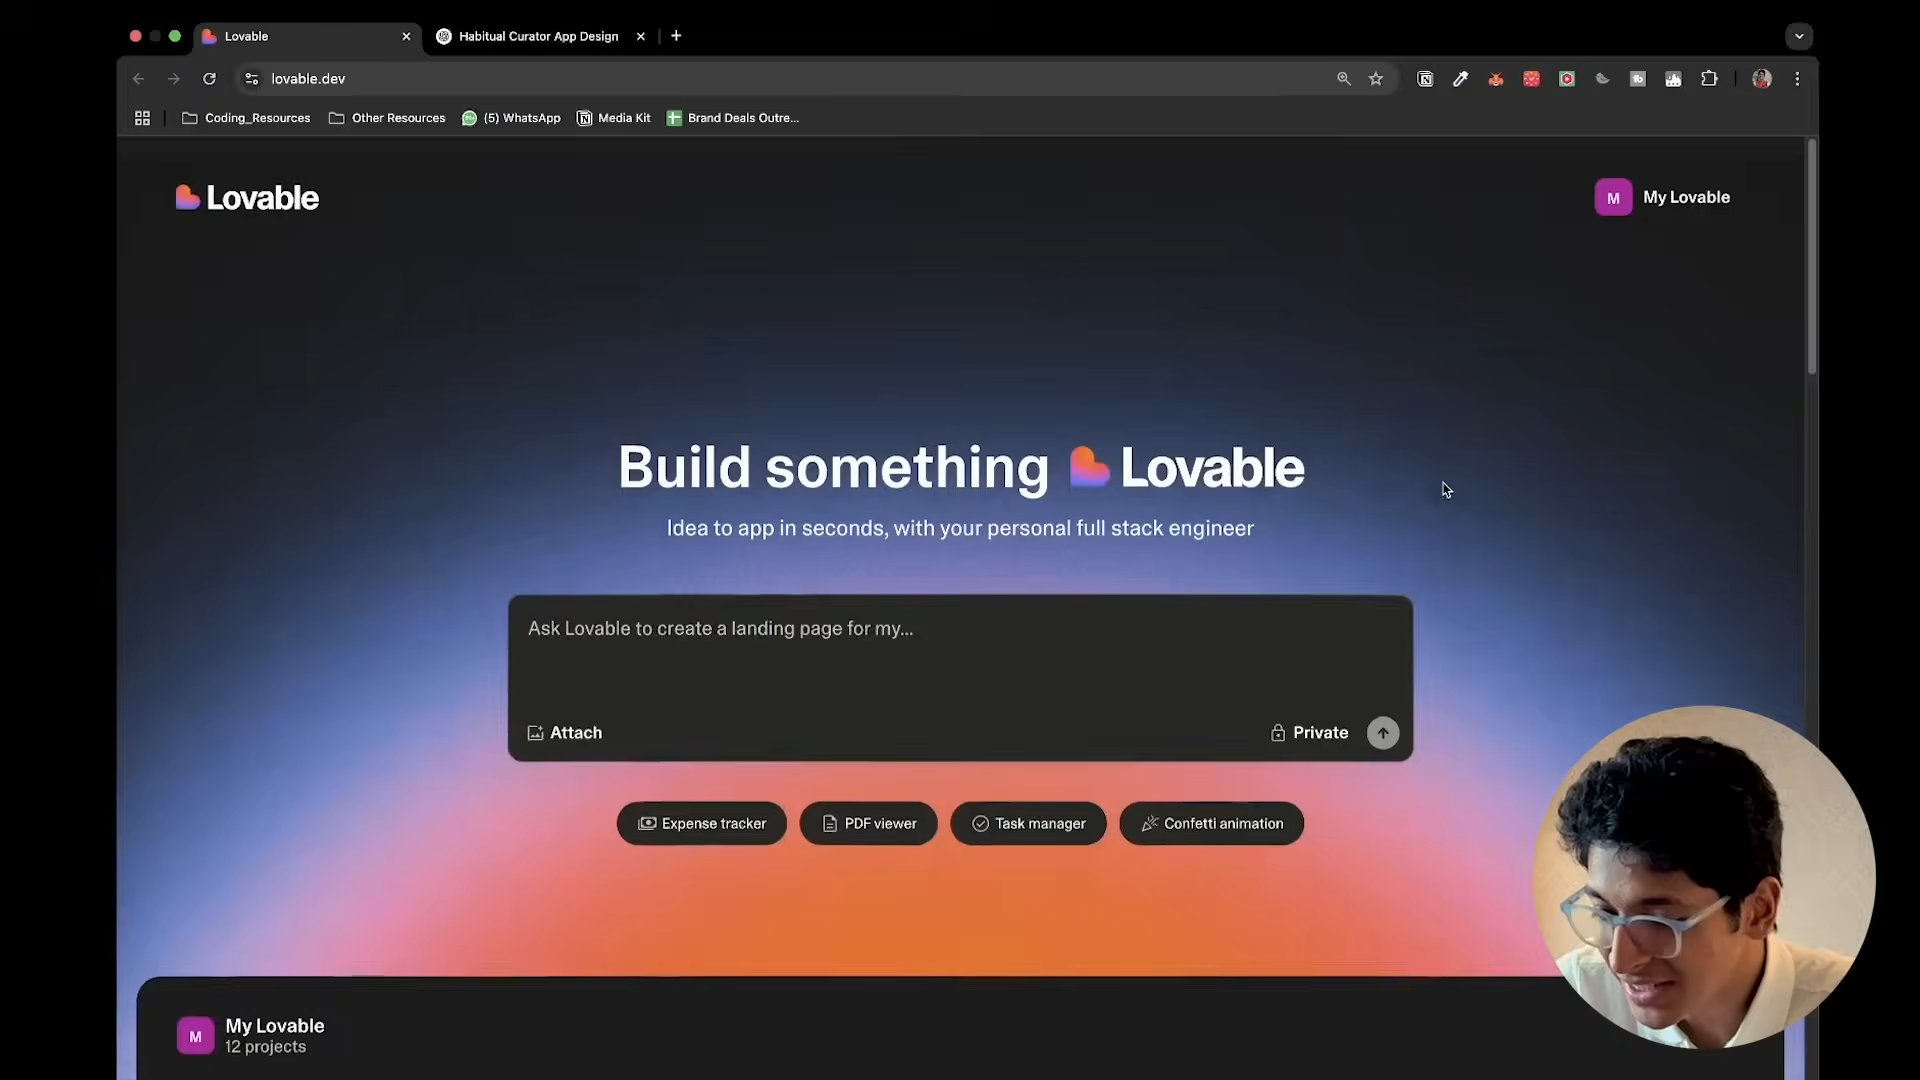 Lovable
Habitual Curator App Design
lovable.dev
Coding_Resources
Other Resources
(5) WhatsApp
Media Kit
Brand Deals Outre...
Lovable
M
My Lovable
Build something Lovable
Idea to app in seconds, with your personal full stack engineer
Ask Lovable to create a landing page for my...
Attach
Private
Expense tracker
PDF viewer
Task manager
Confetti animation
M
My Lovable
12 projects